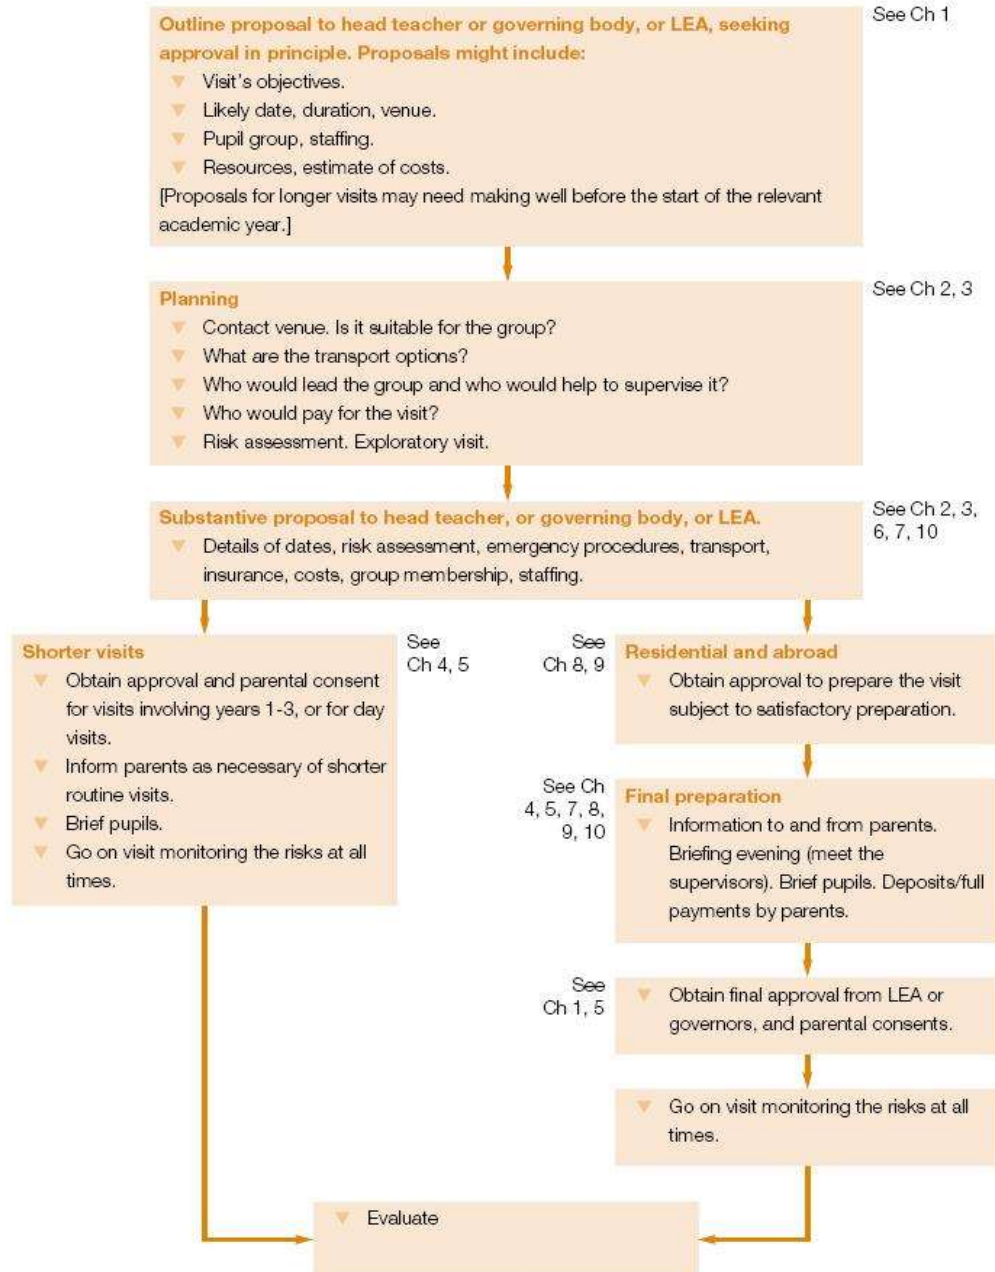 Outline proposal to head teacher or governing body, or LEA, seeking
approval in principle. Proposals might include:
Visit's objectives.
Likely date, duration, venue.
Pupil group, staffing.
Resources, estimate of costs.
[Proposals for longer visits may need making well before the start of the relevant
academic year.]
See Ch 1
Planning
Contact venue. Is it suitable for the group?
What are the transport options?
Who would lead the group and who would help to supervise it?
Who would pay for the visit?
Risk assessment. Exploratory visit.
See Ch 2, 3
Substantive proposal to head teacher, or governing body, or LEA.
Details of dates, risk assessment, emergency procedures, transport,
insurance, costs, group membership, staffing.
See Ch 2, 3,
6, 7, 10
Shorter visits
Obtain approval and parental consent
for visits involving years 1-3, or for day
visits.
Inform parents as necessary of shorter
routine visits.
Brief pupils.
Go on visit monitoring the risks at all
times.
See
Ch 4, 5
See
Ch 8, 9
Residential and abroad
Obtain approval to prepare the visit
subject to satisfactory preparation.
See Ch
4, 5, 7, 8,
9, 10
Final preparation
Information to and from parents.
Briefing evening (meet the
supervisors). Brief pupils. Deposits/full
payments by parents.
See
Ch 1, 5
Obtain final approval from LEA or
governors, and parental consents.
Go on visit monitoring the risks at all
times.
Evaluate